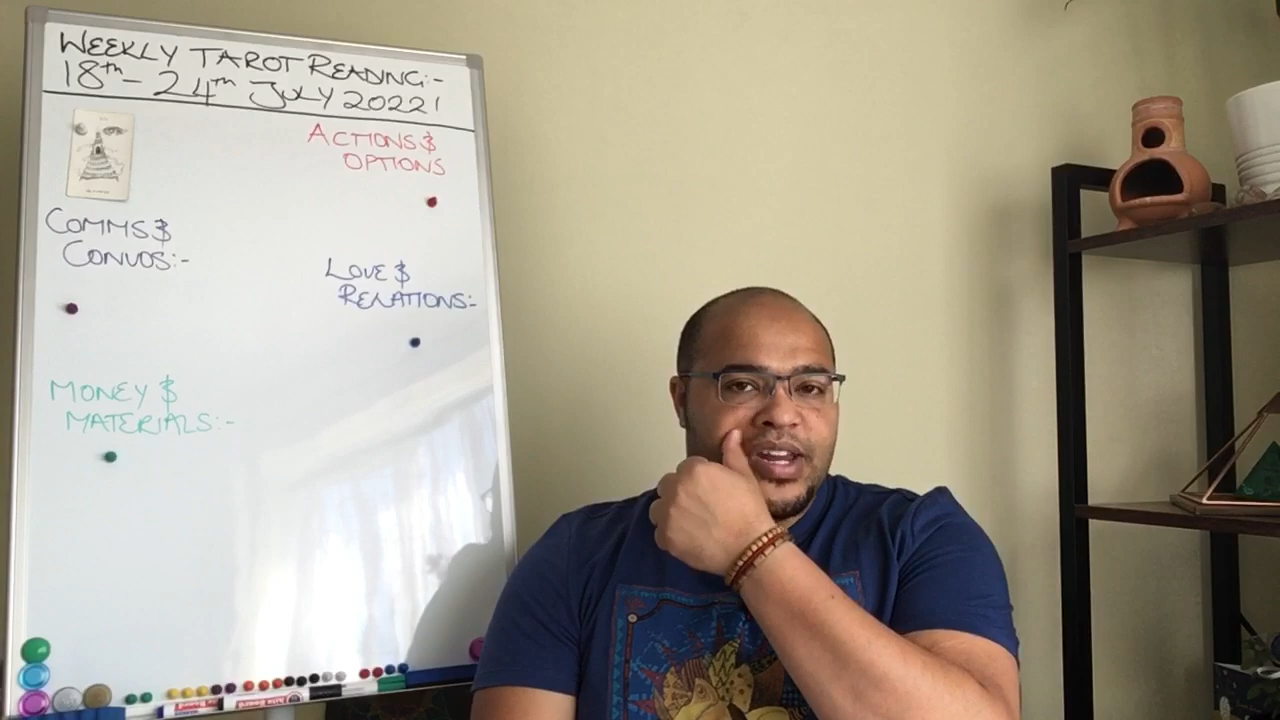 WEEKLY TAROT READING:-
18th - 24th JULY 2022!
ACTIONS &
OPTIONS
COMMS &
CONVOS:-
LOVE &
RELATIONS:-
MONEY &
MATERIALS:-